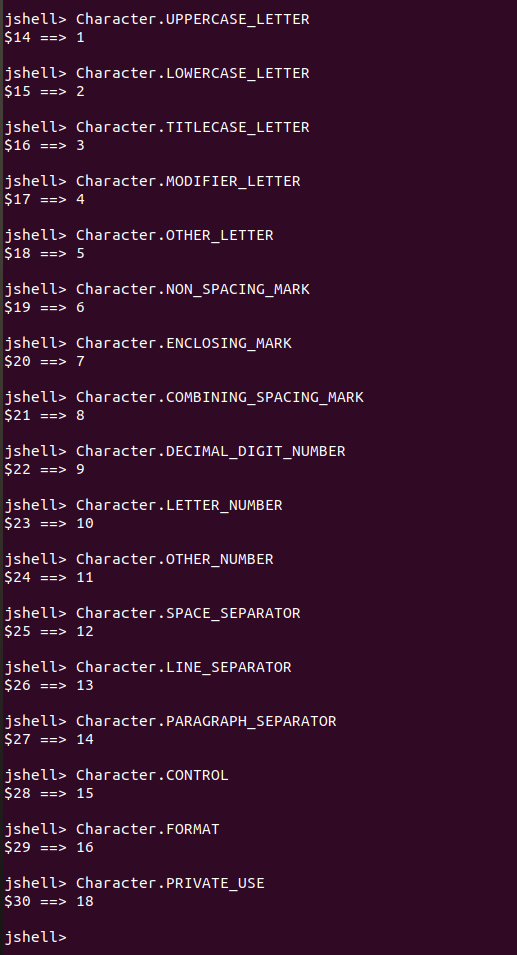 jshell> Character.UPPERCASE_LETTER
$14 ==> 1
jshell> Character.LOWERCASE_LETTER
$15 ==> 2
jshell> Character.TITLECASE_LETTER
$16 ==> 3
jshell> Character.MODIFIER_LETTER
$17 ==> 4
jshell> Character.OTHER_LETTER
$18 ==> 5
jshell> Character.NON_SPACING_MARK
$19 ==> 6
jshell> Character.ENCLOSING_MARK
$20 ==> 7
jshell> Character.COMBINING_SPACING_MARK
$21 ==> 8
jshell> Character.DECIMAL_DIGIT_NUMBER
$22 ==> 9
jshell> Character.LETTER_NUMBER
$23 ==> 10
jshell> Character.OTHER_NUMBER
$24 ==> 11
jshell> Character.SPACE_SEPARATOR
$25 ==> 12
jshell> Character.LINE_SEPARATOR
$26 ==> 13
jshell> Character.PARAGRAPH_SEPARATOR
$27 ==> 14
jshell> Character.CONTROL
$28 ==> 15
jshell> Character.FORMAT
$29 ==> 16
jshell> Character.PRIVATE_USE
$30 ==> 18
jshell>